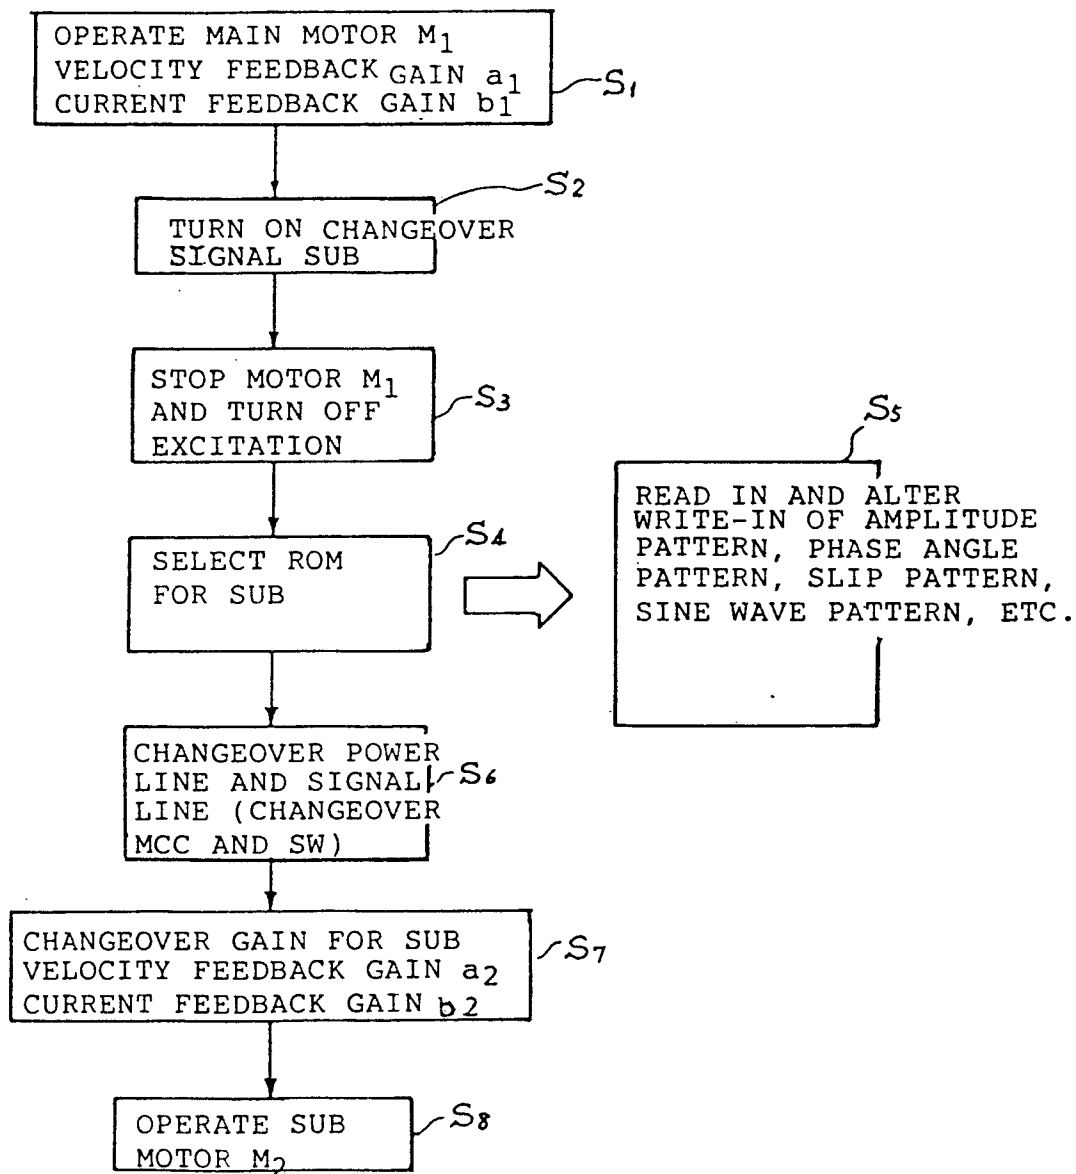 OPERATE MAIN MOTOR M1
VELOCITY FEEDBACK GAIN a1
CURRENT FEEDBACK GAIN b1
S1
S2
TURN ON CHANGEOVER
SIGNAL SUB
STOP MOTOR M1
AND TURN OFF
EXCITATION
S3
S4
SELECT ROM
FOR SUB
S5
READ IN AND ALTER
WRITE-IN OF AMPLITUDE
PATTERN, PHASE ANGLE
PATTERN, SLIP PATTERN,
SINE WAVE PATTERN, ETC.
CHANGEOVER POWER
LINE AND SIGNAL
LINE (CHANGEOVER
MCC AND SW)
S6
CHANGEOVER GAIN FOR SUB
VELOCITY FEEDBACK GAIN a2
CURRENT FEEDBACK GAIN b2
S7
OPERATE SUB
MOTOR M2
S8